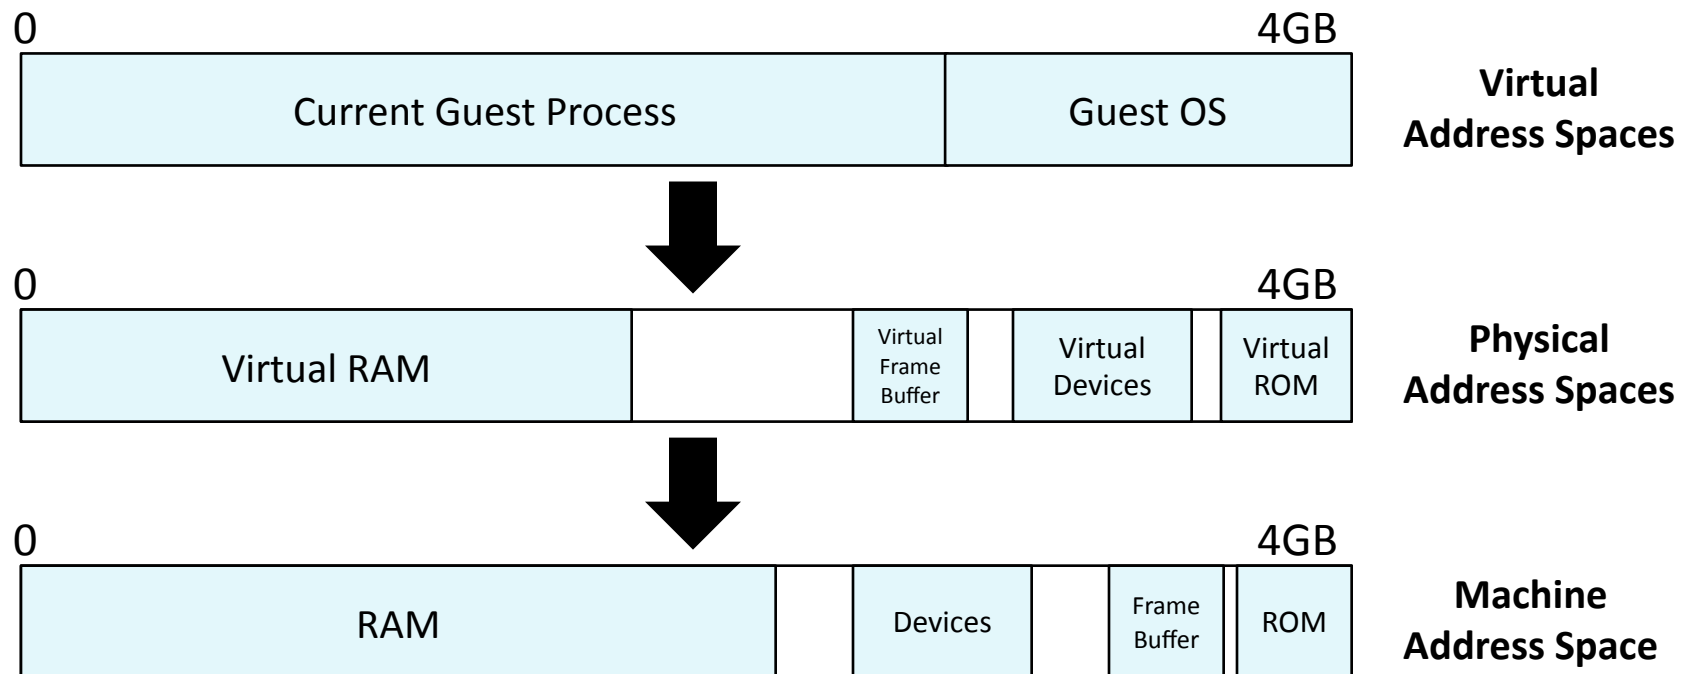 0
4GB
Current Guest Process
Guest OS
Virtual
Address Spaces
0
4GB
Virtual RAM
Virtual
Frame
Buffer
Virtual
Devices
Virtual
ROM
Physical
Address Spaces
0
4GB
RAM
Devices
Frame
Buffer
ROM
Machine
Address Space